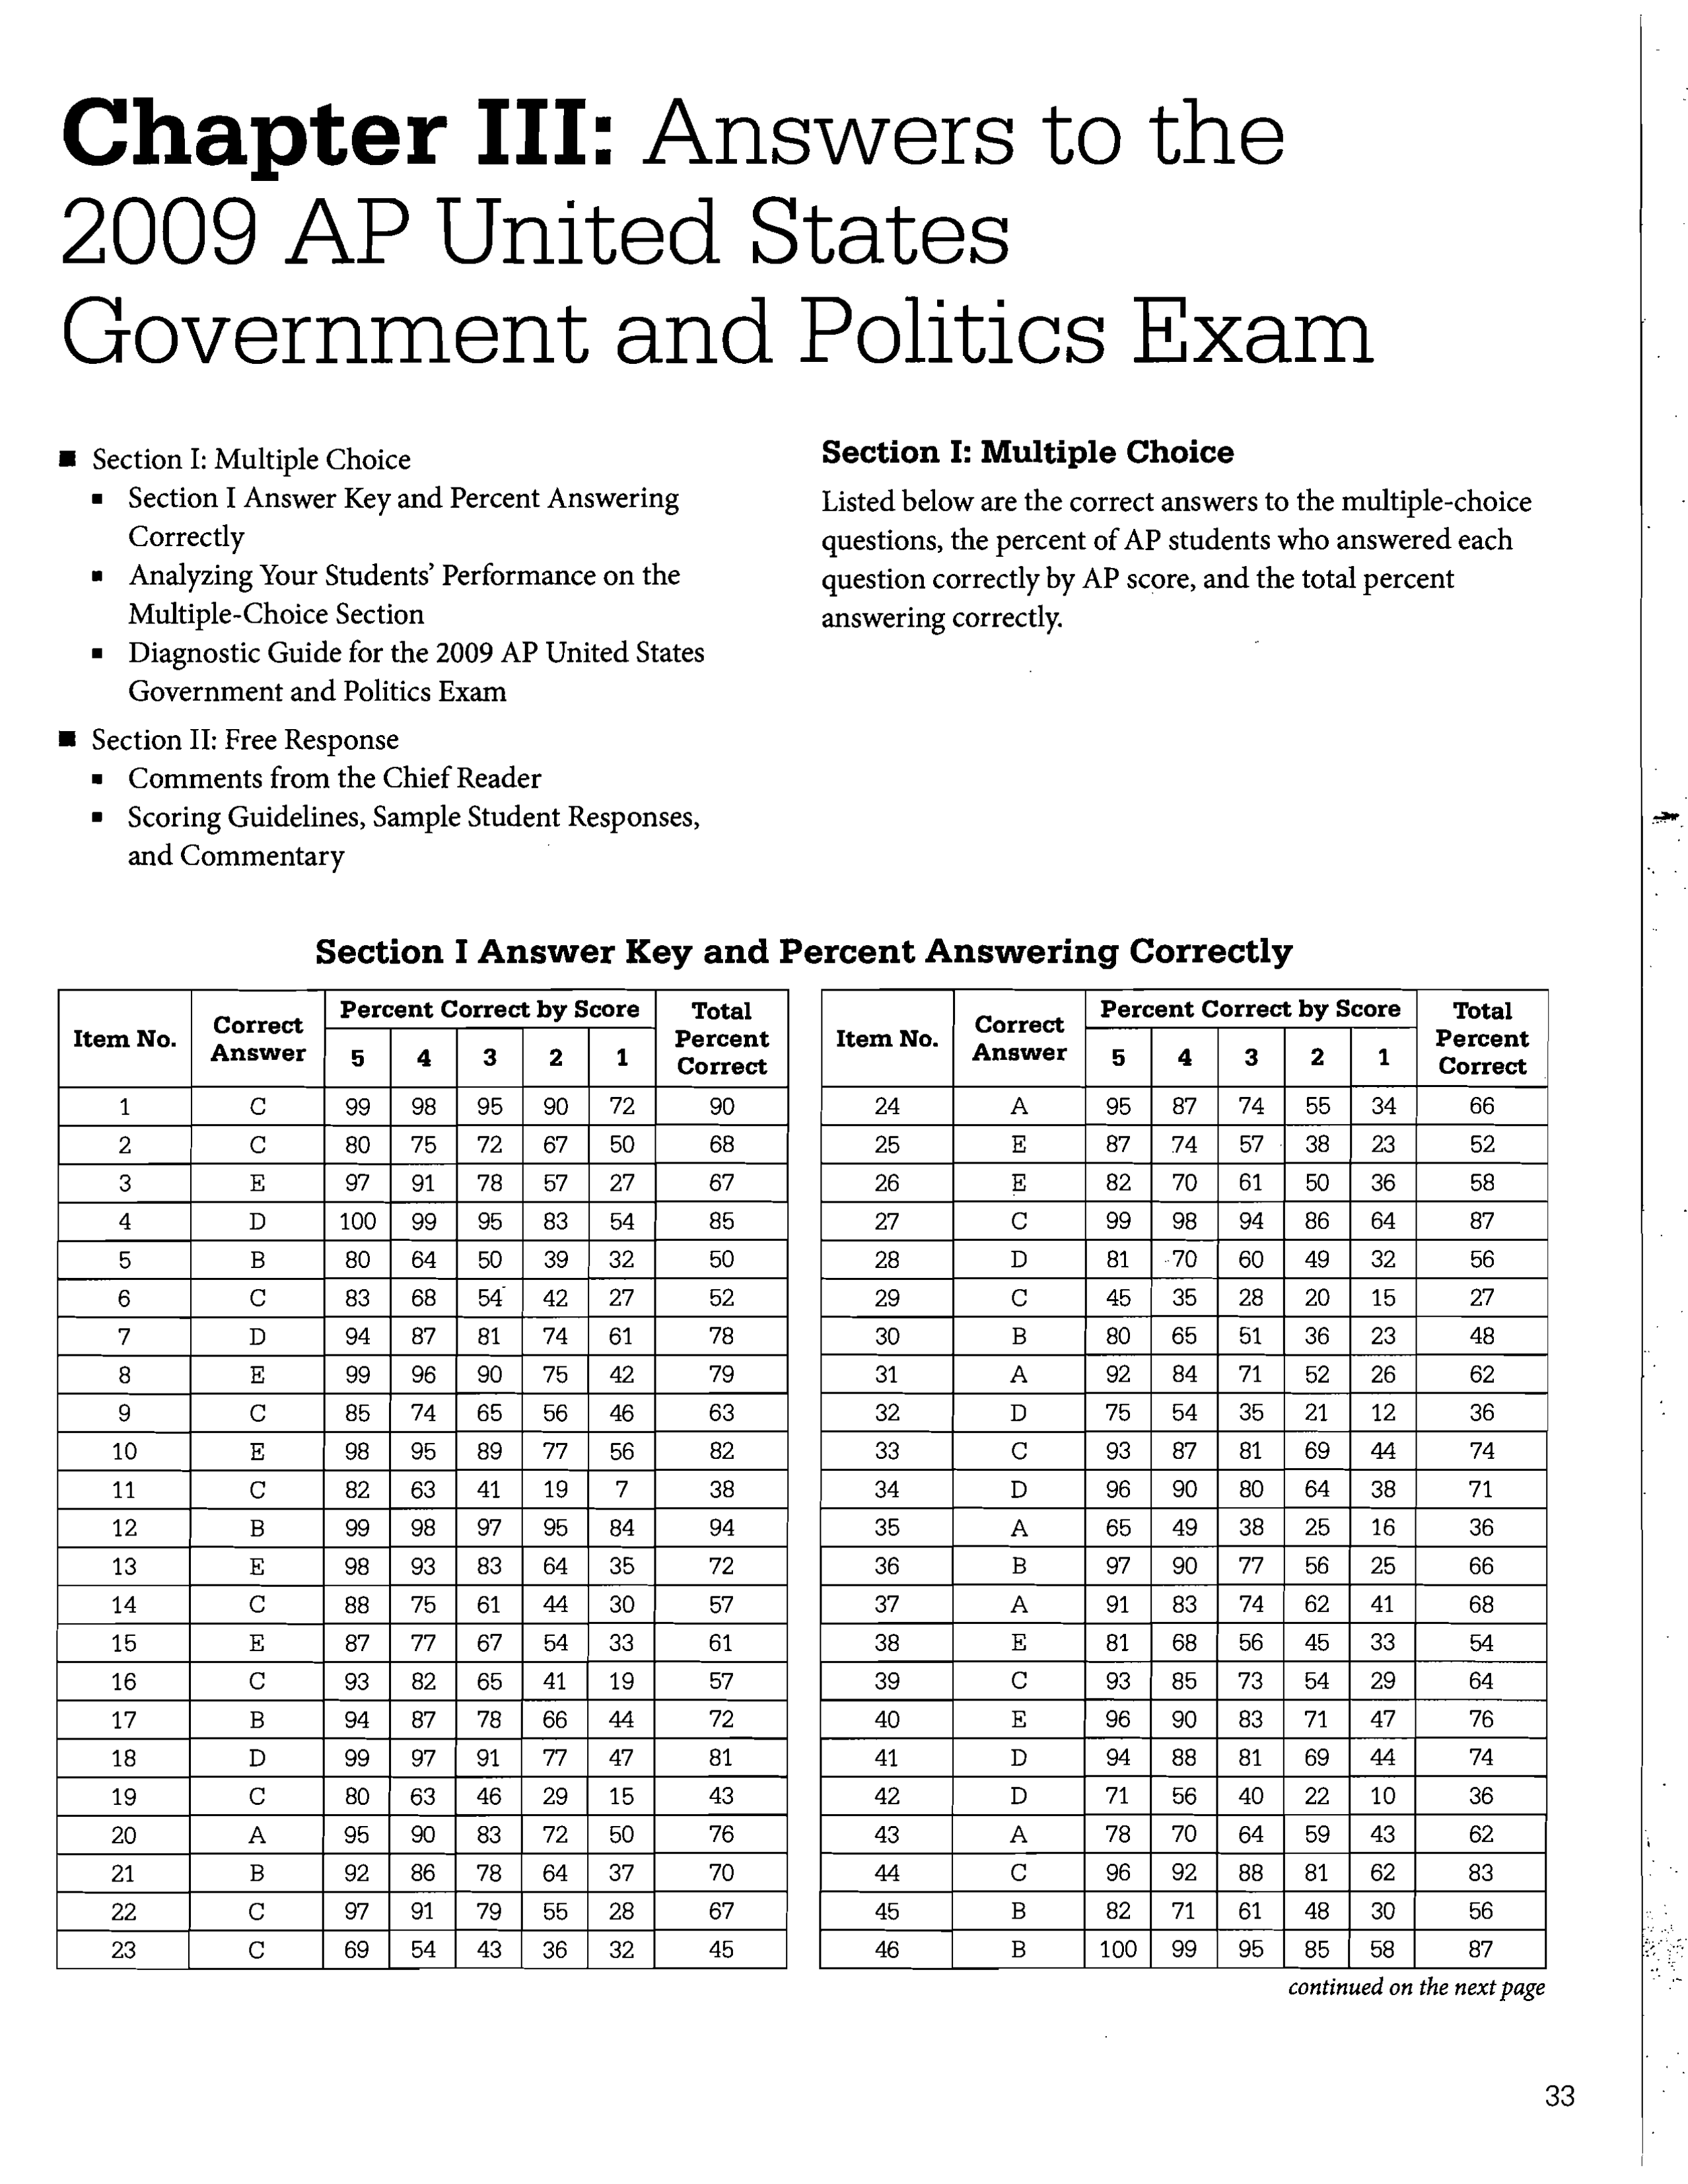 Chapter III: Answers to the
2009 AP United States
Government and Politics Exam
■ Section I: Multiple Choice
▪ Section I Answer Key and Percent Answering
Correctly
▪ Analyzing Your Students' Performance on the
Multiple-Choice Section
▪ Diagnostic Guide for the 2009 AP United States
Government and Politics Exam
■ Section II: Free Response
▪ Comments from the Chief Reader
▪ Scoring Guidelines, Sample Student Responses,
and Commentary
Section I: Multiple Choice
Listed below are the correct answers to the multiple-choice
questions, the percent of AP students who answered each
question correctly by AP score, and the total percent
answering correctly.
Section I Answer Key and Percent Answering Correctly
Item No. Correct Answer Percent Correct by Score Total Percent Correct
5 4 3 2 1
1 C 99 98 95 90 72 90
2 C 80 75 72 67 50 68
3 E 97 91 78 57 27 67
4 D 100 99 95 83 54 85
5 B 80 64 50 39 32 50
6 C 83 68 54 42 27 52
7 D 94 87 81 74 61 78
8 E 99 96 90 75 42 79
9 C 85 74 65 56 46 63
10 E 98 95 89 77 56 82
11 C 82 63 41 19 7 38
12 B 99 98 97 95 84 94
13 E 98 93 83 64 35 72
14 C 88 75 61 44 30 57
15 E 87 77 67 54 33 61
16 C 93 82 65 41 19 57
17 B 94 87 78 66 44 72
18 D 99 97 91 77 47 81
19 C 80 63 46 29 15 43
20 A 95 90 83 72 50 76
21 B 92 86 78 64 37 70
22 C 97 91 79 55 28 67
23 C 69 54 43 36 32 45
Item No. Correct Answer Percent Correct by Score Total Percent Correct
5 4 3 2 1
24 A 95 87 74 55 34 66
25 E 87 74 57 38 23 52
26 E 82 70 61 50 36 58
27 C 99 98 94 86 64 87
28 D 81 70 60 49 32 56
29 C 45 35 28 20 15 27
30 B 80 65 51 36 23 48
31 A 92 84 71 52 26 62
32 D 75 54 35 21 12 36
33 C 93 87 81 69 44 74
34 D 96 90 80 64 38 71
35 A 65 49 38 25 16 36
36 B 97 90 77 56 25 66
37 A 91 83 74 62 41 68
38 E 81 68 56 45 33 54
39 C 93 85 73 54 29 64
40 E 96 90 83 71 47 76
41 D 94 88 81 69 44 74
42 D 71 56 40 22 10 36
43 A 78 70 64 59 43 62
44 C 96 92 88 81 62 83
45 B 82 71 61 48 30 56
46 B 100 99 95 85 58 87
continued on the next page
33